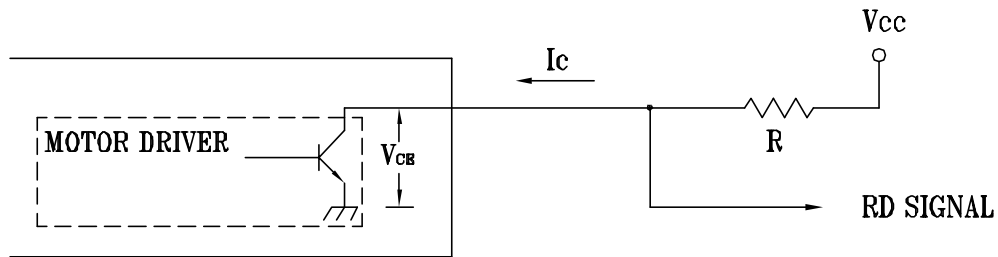 Vcc
Ic
MOTOR DRIVER
VCE
R
RD SIGNAL